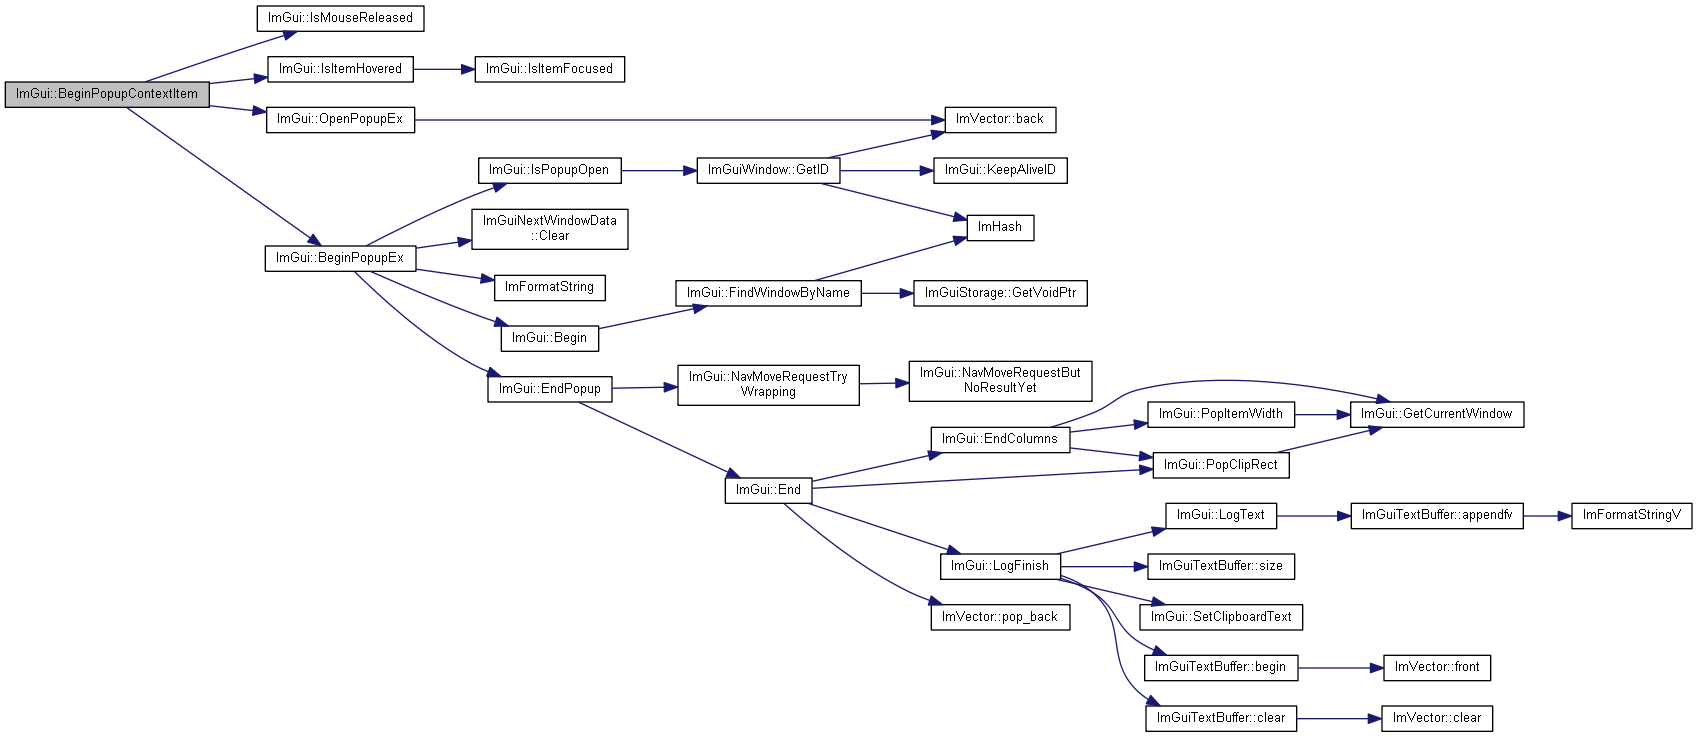 ImGui::IsMouseReleased
ImGui::IsItemHovered
ImGui::IsItemFocused
ImGui::BeginPopupContextItem
ImGui::OpenPopupEx
ImVector::back
ImGui::IsPopupOpen
ImGuiWindow::GetID
ImGui::KeepAliveID
ImGuiNextWindowData
::Clear
ImHash
ImGui::BeginPopupEx
ImFormatString
ImGui::FindWindowByName
ImGuiStorage::GetVoidPtr
ImGui::Begin
ImGui::EndPopup
ImGui::NavMoveRequestTry
Wrapping
ImGui::NavMoveRequestBut
NoResultYet
ImGui::PopItemWidth
ImGui::GetCurrentWindow
ImGui::EndColumns
ImGui::PopClipRect
ImGui::End
ImGui::LogText
ImGuiTextBuffer::appendfv
ImFormatStringV
ImGui::LogFinish
ImGuiTextBuffer::size
ImGui::SetClipboardText
ImVector::pop_back
ImGuiTextBuffer::begin
ImVector::front
ImGuiTextBuffer::clear
ImVector::clear